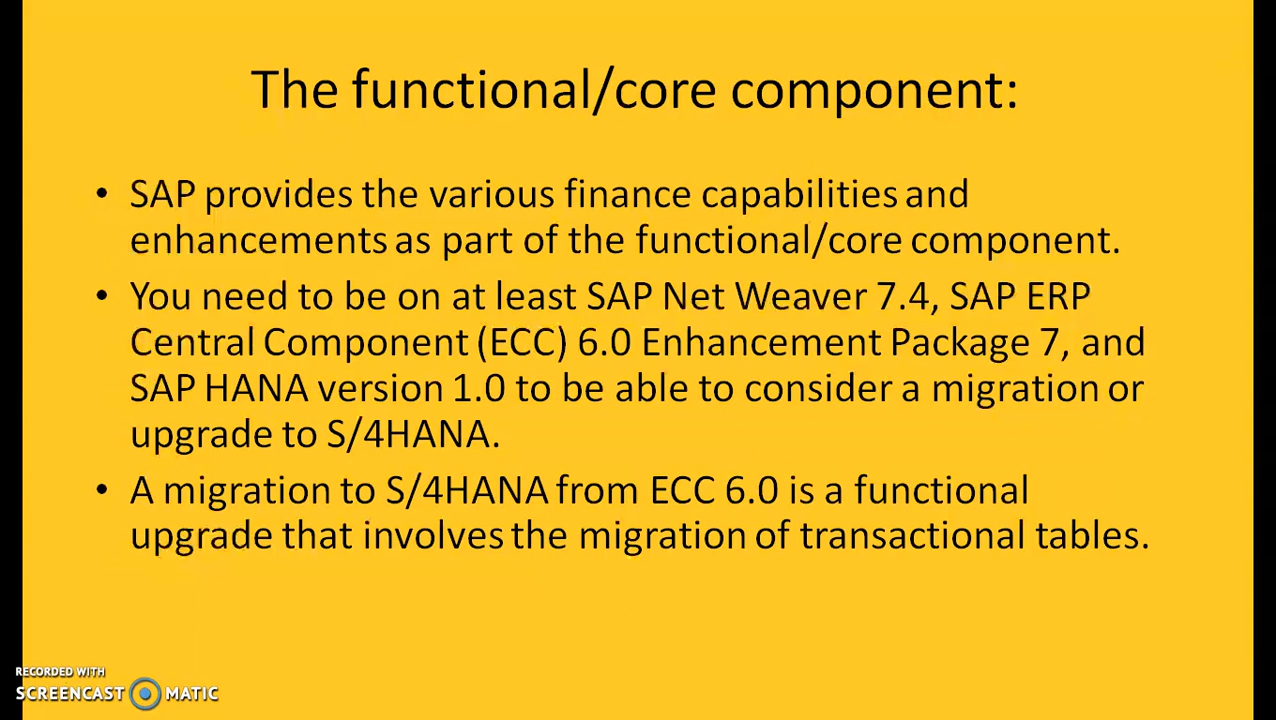 The functional/core component:
• SAP provides the various finance capabilities and
enhancements as part of the functional/core component.
• You need to be on at least SAP Net Weaver 7.4, SAP ERP
Central Component (ECC) 6.0 Enhancement Package 7, and
SAP HANA version 1.0 to be able to consider a migration or
upgrade to S/4HANA.
• A migration to S/4HANA from ECC 6.0 is a functional
upgrade that involves the migration of transactional tables.
RECORDED WITH
SCREENCAST MATIC